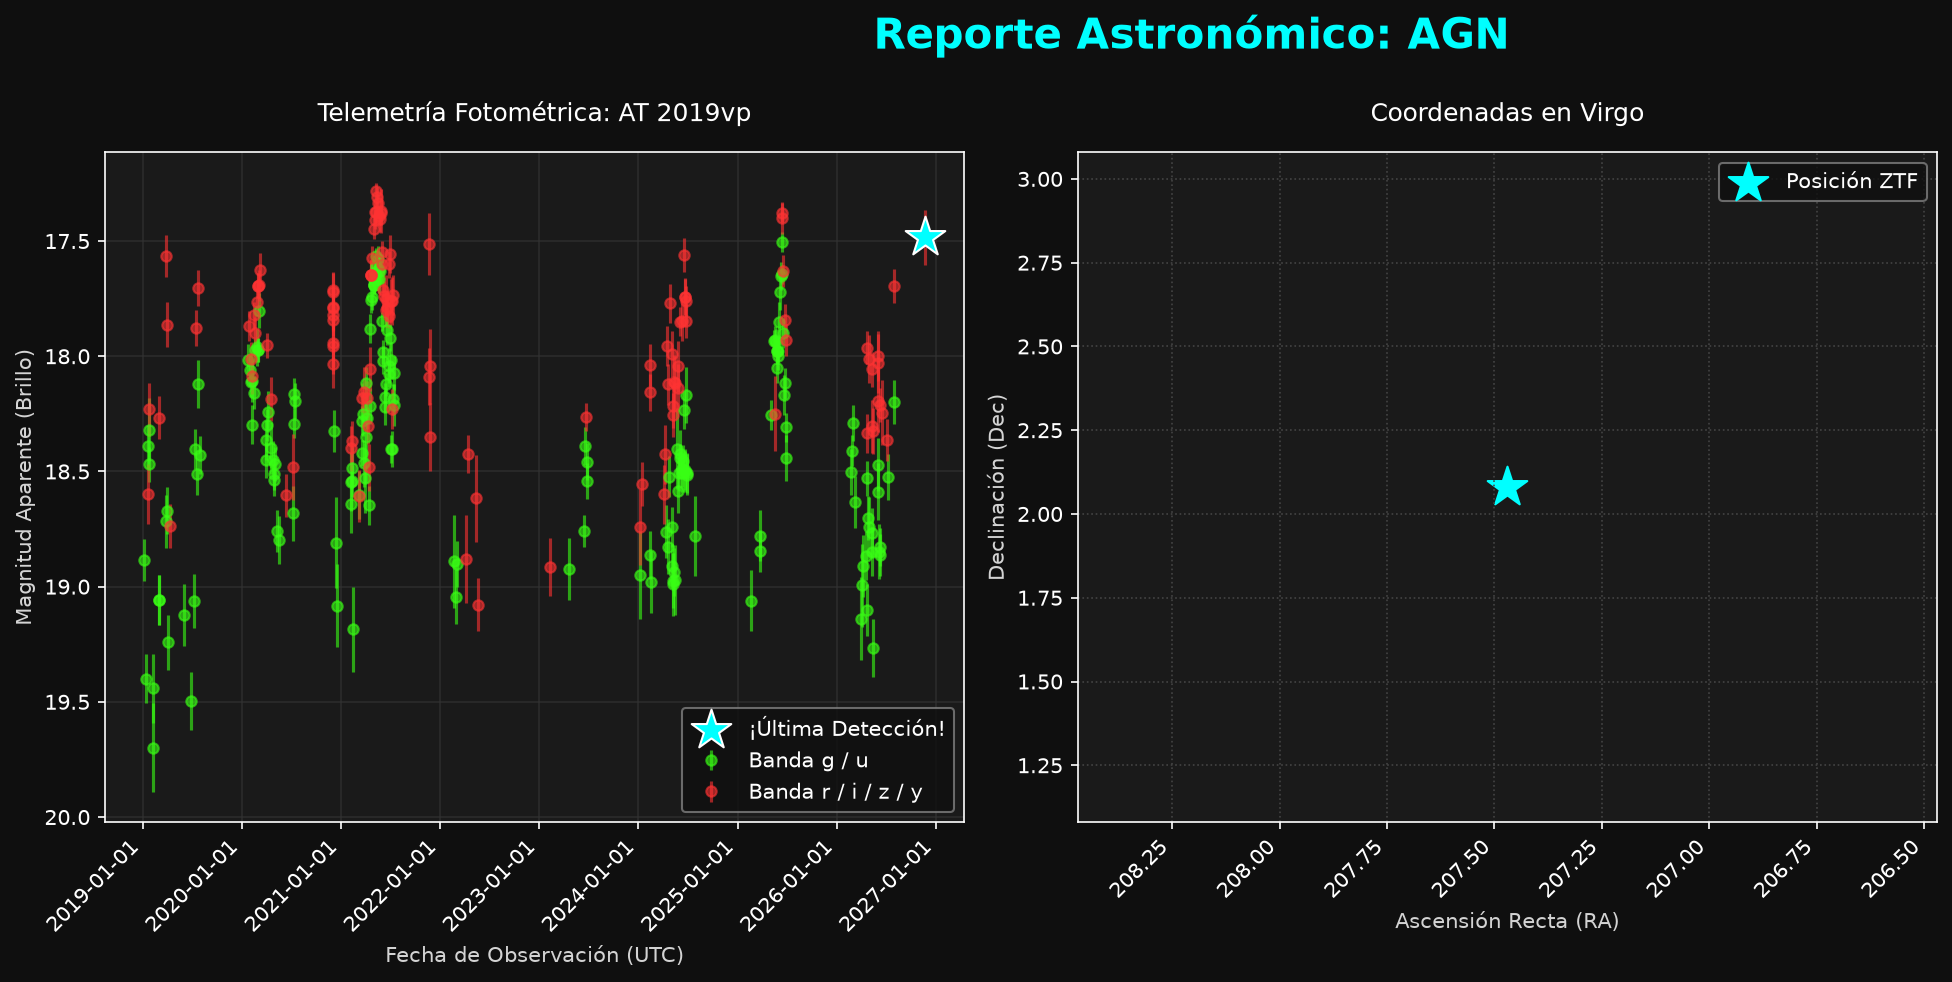 Reporte Astronómico: AGN
Telemetría Fotométrica: AT 2019vp
Magnitud Aparente (Brillo)
17.5
18.0
18.5
19.0
19.5
20.0
¡Última Detección!
Banda g / u
Banda r / i / z / y
2019-01-01
2020-01-01
2021-01-01
2022-01-01
2023-01-01
2024-01-01
2025-01-01
2026-01-01
2027-01-01
Fecha de Observación (UTC)
Coordenadas en Virgo
Declinación (Dec)
3.00
2.75
2.50
2.25
2.00
1.75
1.50
1.25
Posición ZTF
208.25
208.00
207.75
207.50
207.25
207.00
206.75
206.50
Ascensión Recta (RA)